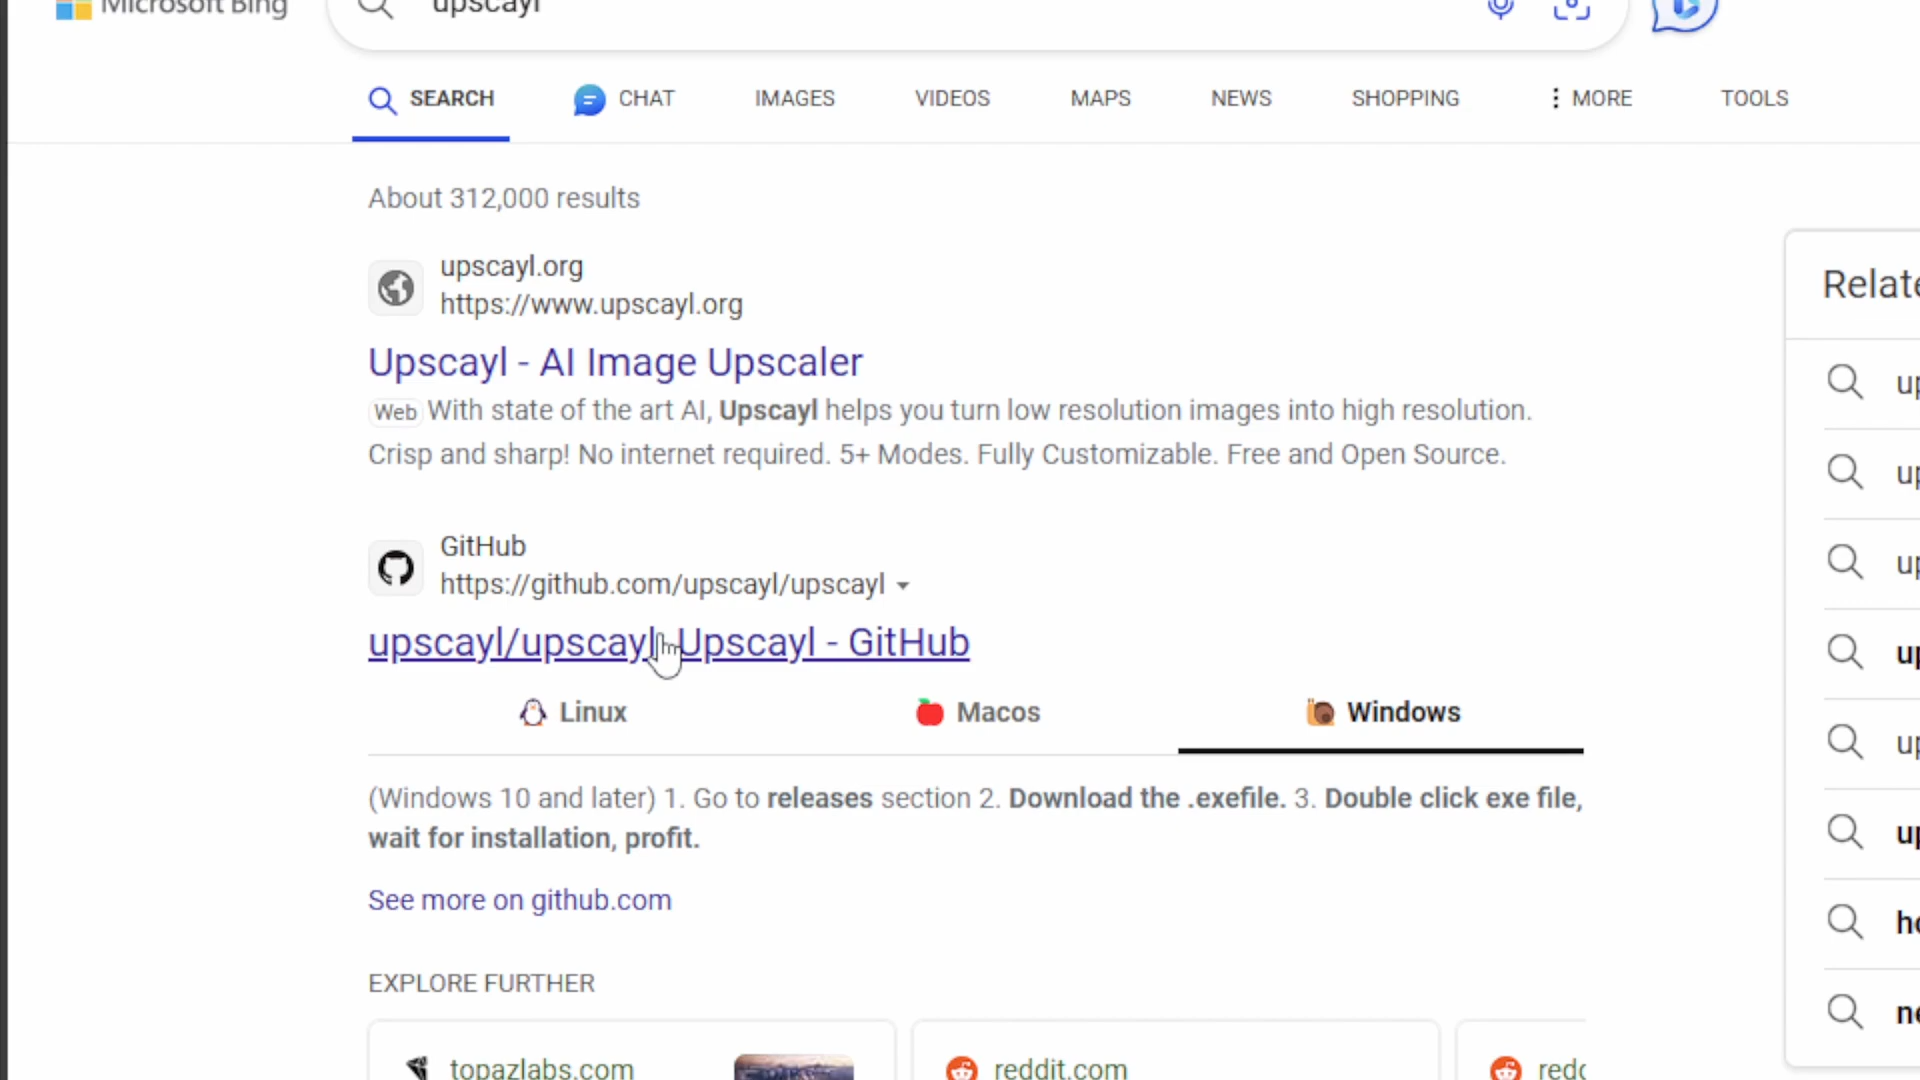 Microsoft Bing
upscayl
SEARCH
CHAT
IMAGES
VIDEOS
MAPS
NEWS
SHOPPING
MORE
TOOLS
About 312,000 results
upscayl.org
https://www.upscayl.org
Upscayl - AI Image Upscaler
Web With state of the art AI, Upscayl helps you turn low resolution images into high resolution.
Crisp and sharp! No internet required. 5+ Modes. Fully Customizable. Free and Open Source.
GitHub
https://github.com/upscayl/upscayl
upscayl/upscayl Upscayl - GitHub
Linux
Macos
Windows
(Windows 10 and later) 1. Go to releases section 2. Download the .exefile. 3. Double click exe file,
wait for installation, profit.
See more on github.com
EXPLORE FURTHER
topazlabs.com
reddit.com